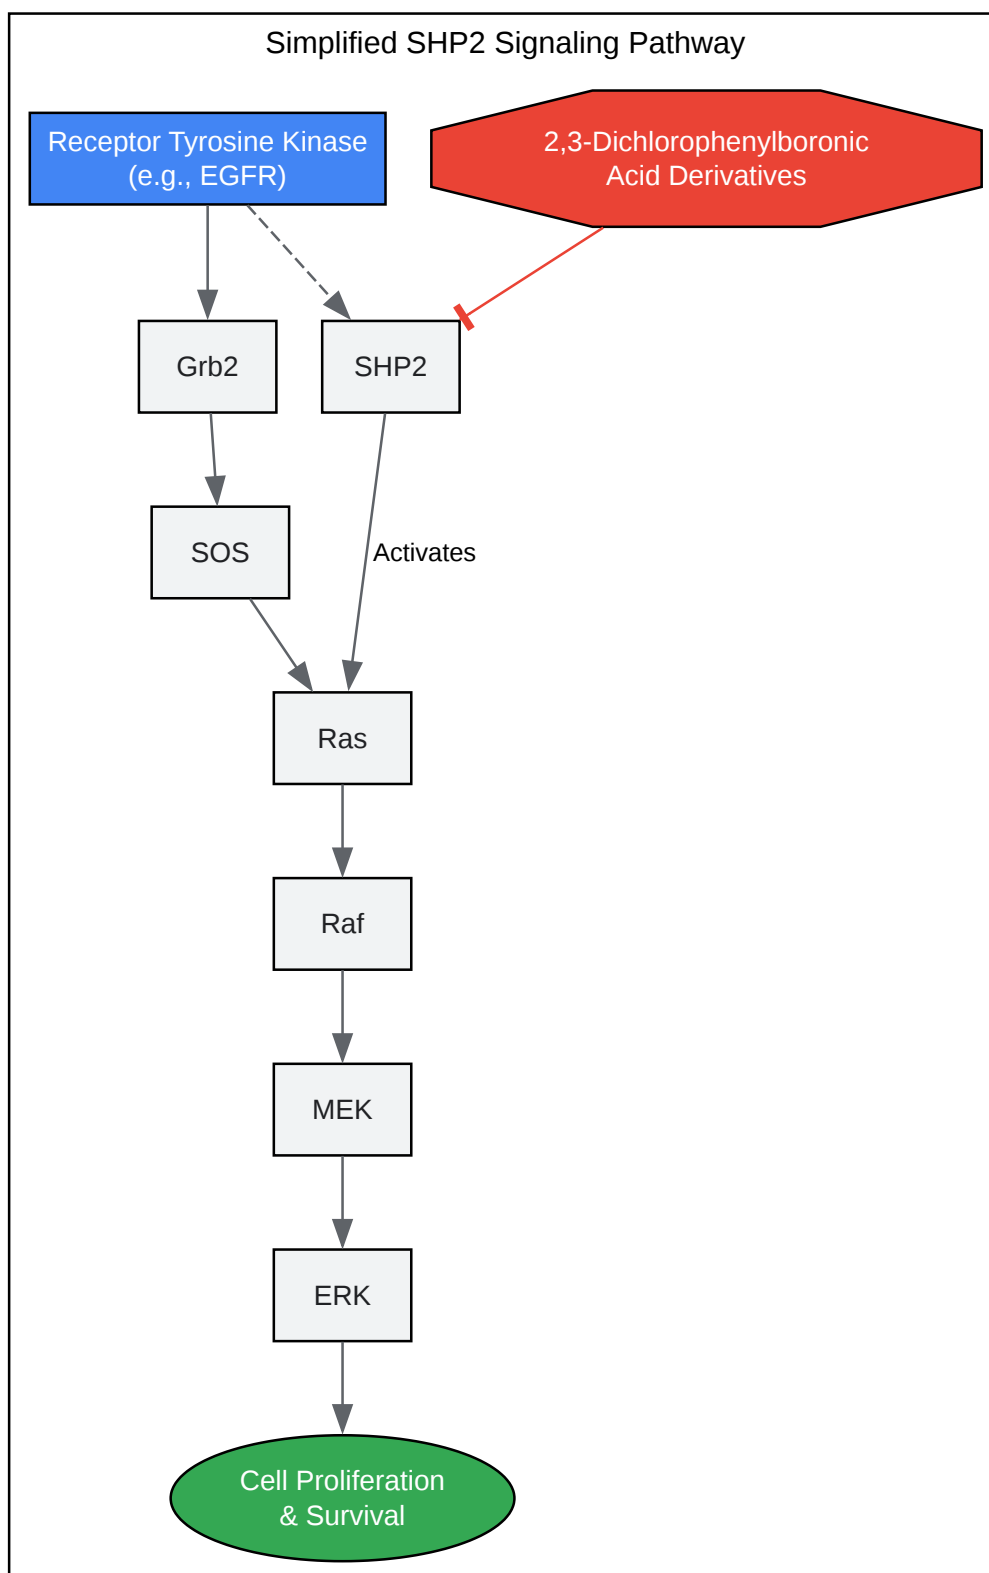 Simplified SHP2 Signaling Pathway
Receptor Tyrosine Kinase
(e.g., EGFR)
2,3-Dichlorophenylboronic
Acid Derivatives
Grb2
SHP2
SOS
Activates
Ras
Raf
MEK
ERK
Cell Proliferation
& Survival